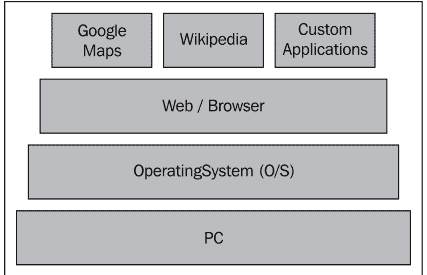 Google
Maps
Wikipedia
Custom
Applications
Web / Browser
OperatingSystem (O/S)
PC